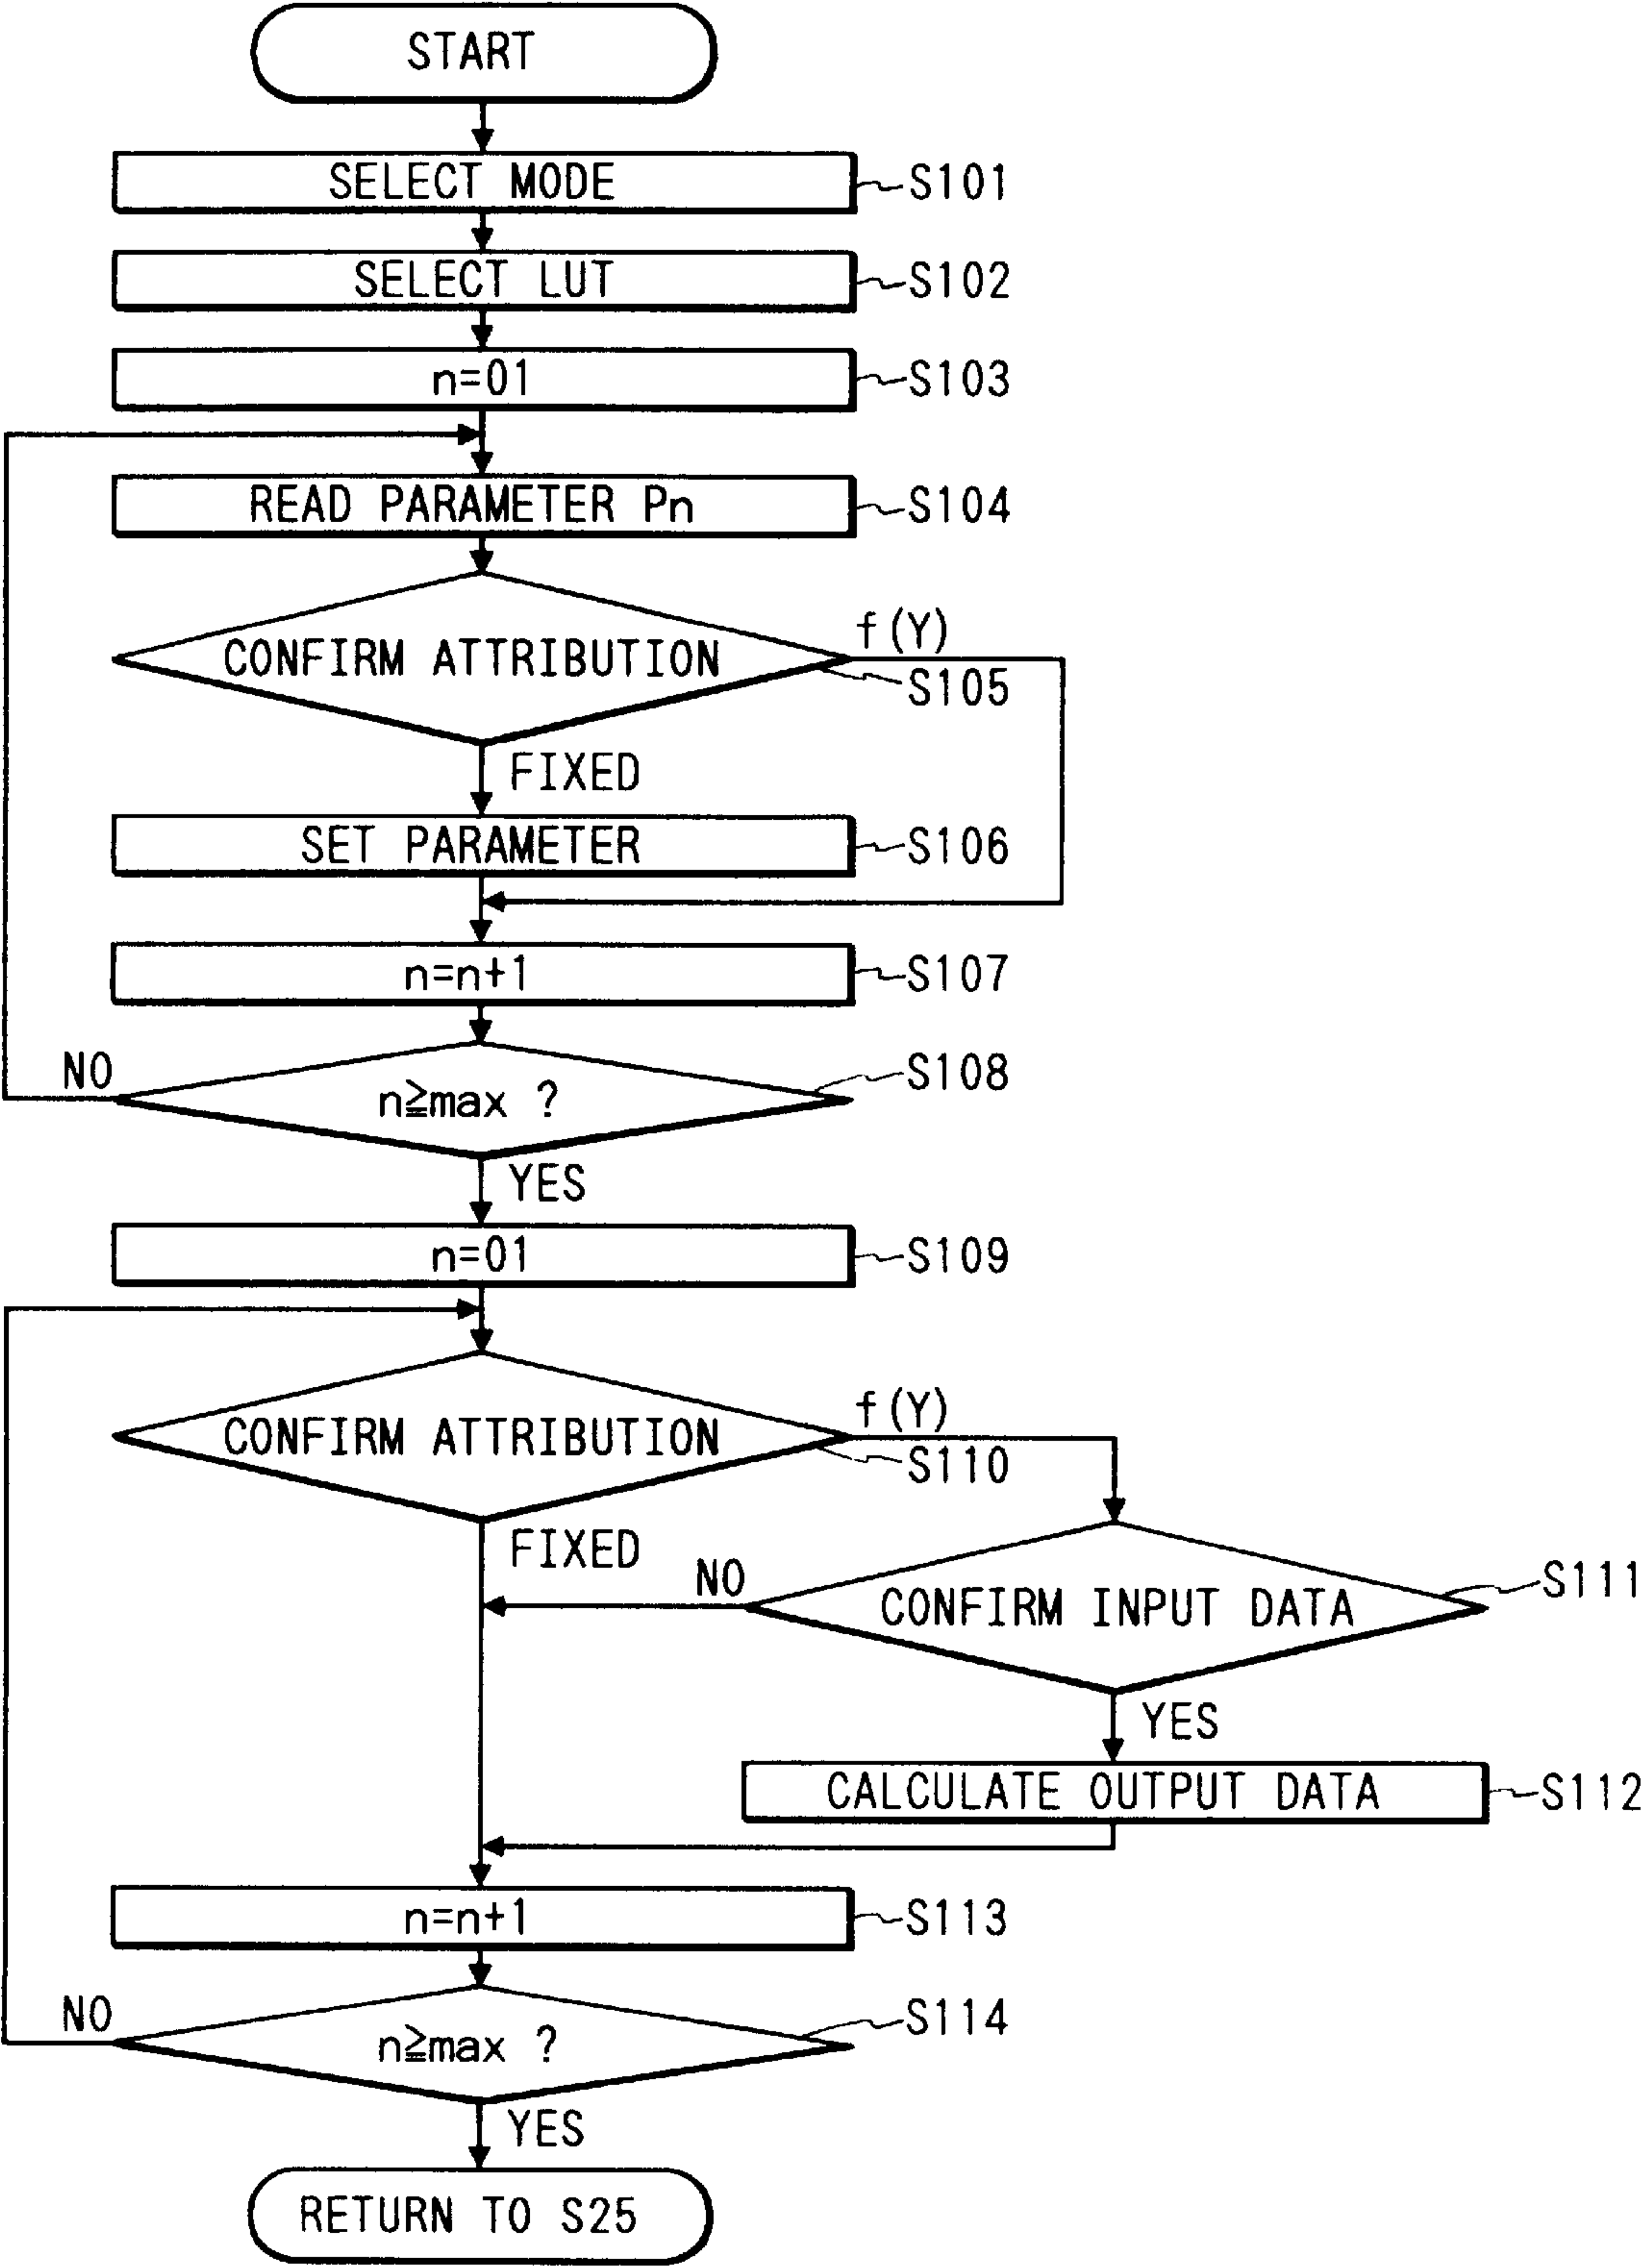 START
SELECT MODE
S101
SELECT LUT
S102
n=01
S103
READ PARAMETER Pn
S104
f(Y)
CONFIRM ATTRIBUTION
S105
FIXED
SET PARAMETER
S106
n=n+1
S107
NO
n≧max ?
S108
YES
n=01
S109
f(Y)
CONFIRM ATTRIBUTION
S110
FIXED
NO
CONFIRM INPUT DATA
S111
YES
CALCULATE OUTPUT DATA
S112
n=n+1
S113
NO
n≧max ?
S114
YES
RETURN TO S25